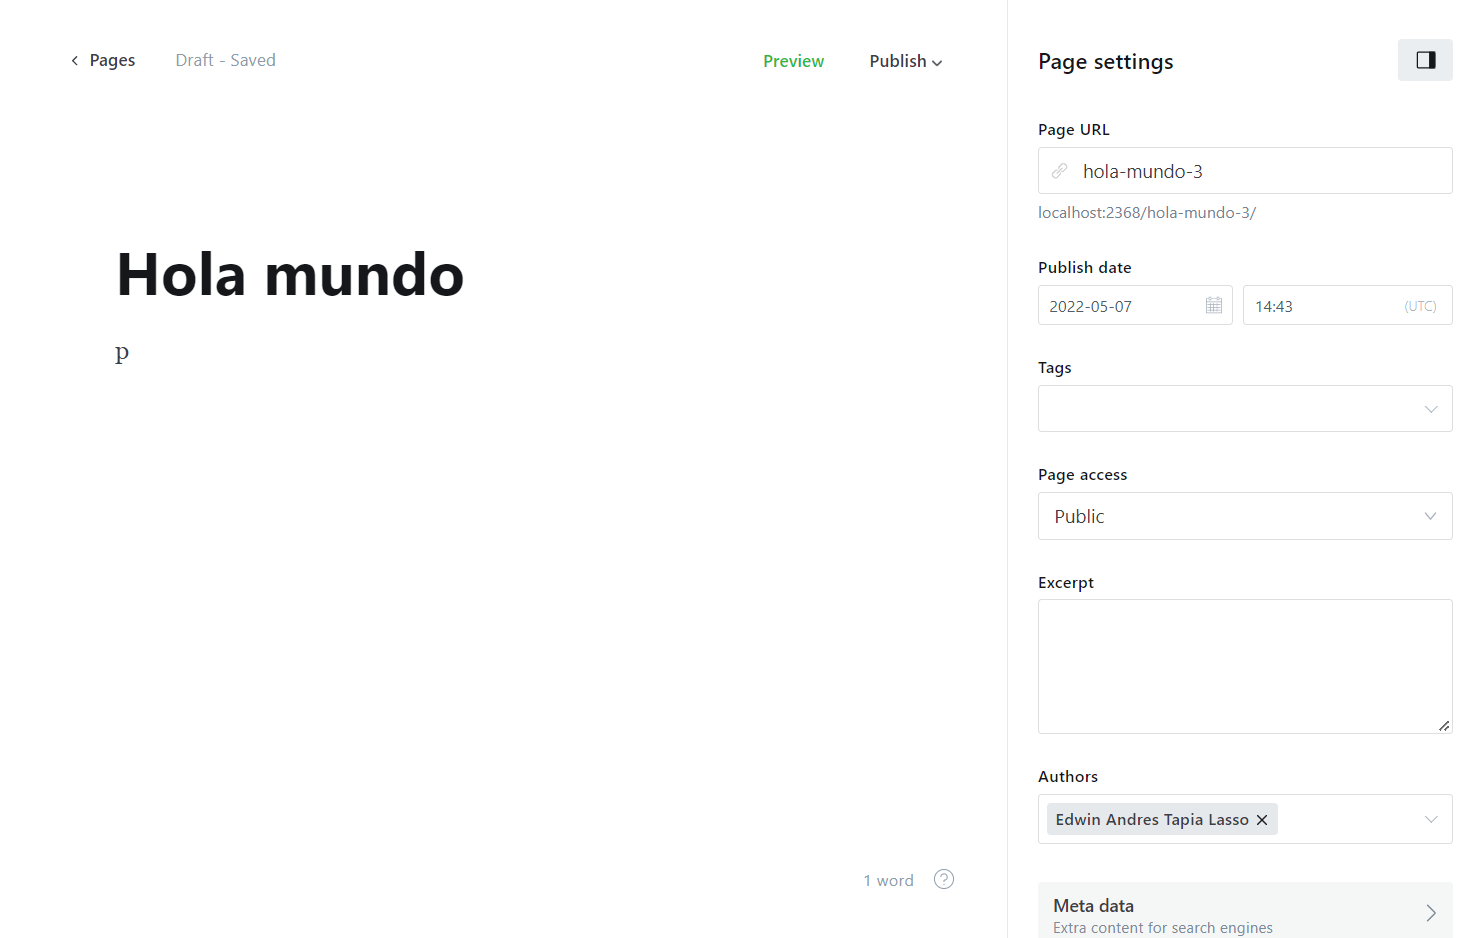 Pages
Draft - Saved
Preview
Publish
Hola mundo
p
1 word
?
Page settings
Page URL
hola-mundo-3
localhost:2368/hola-mundo-3/
Publish date
2022-05-07
14:43 (UTC)
Tags
Page access
Public
Excerpt
Authors
Edwin Andres Tapia Lasso
Meta data
Extra content for search engines